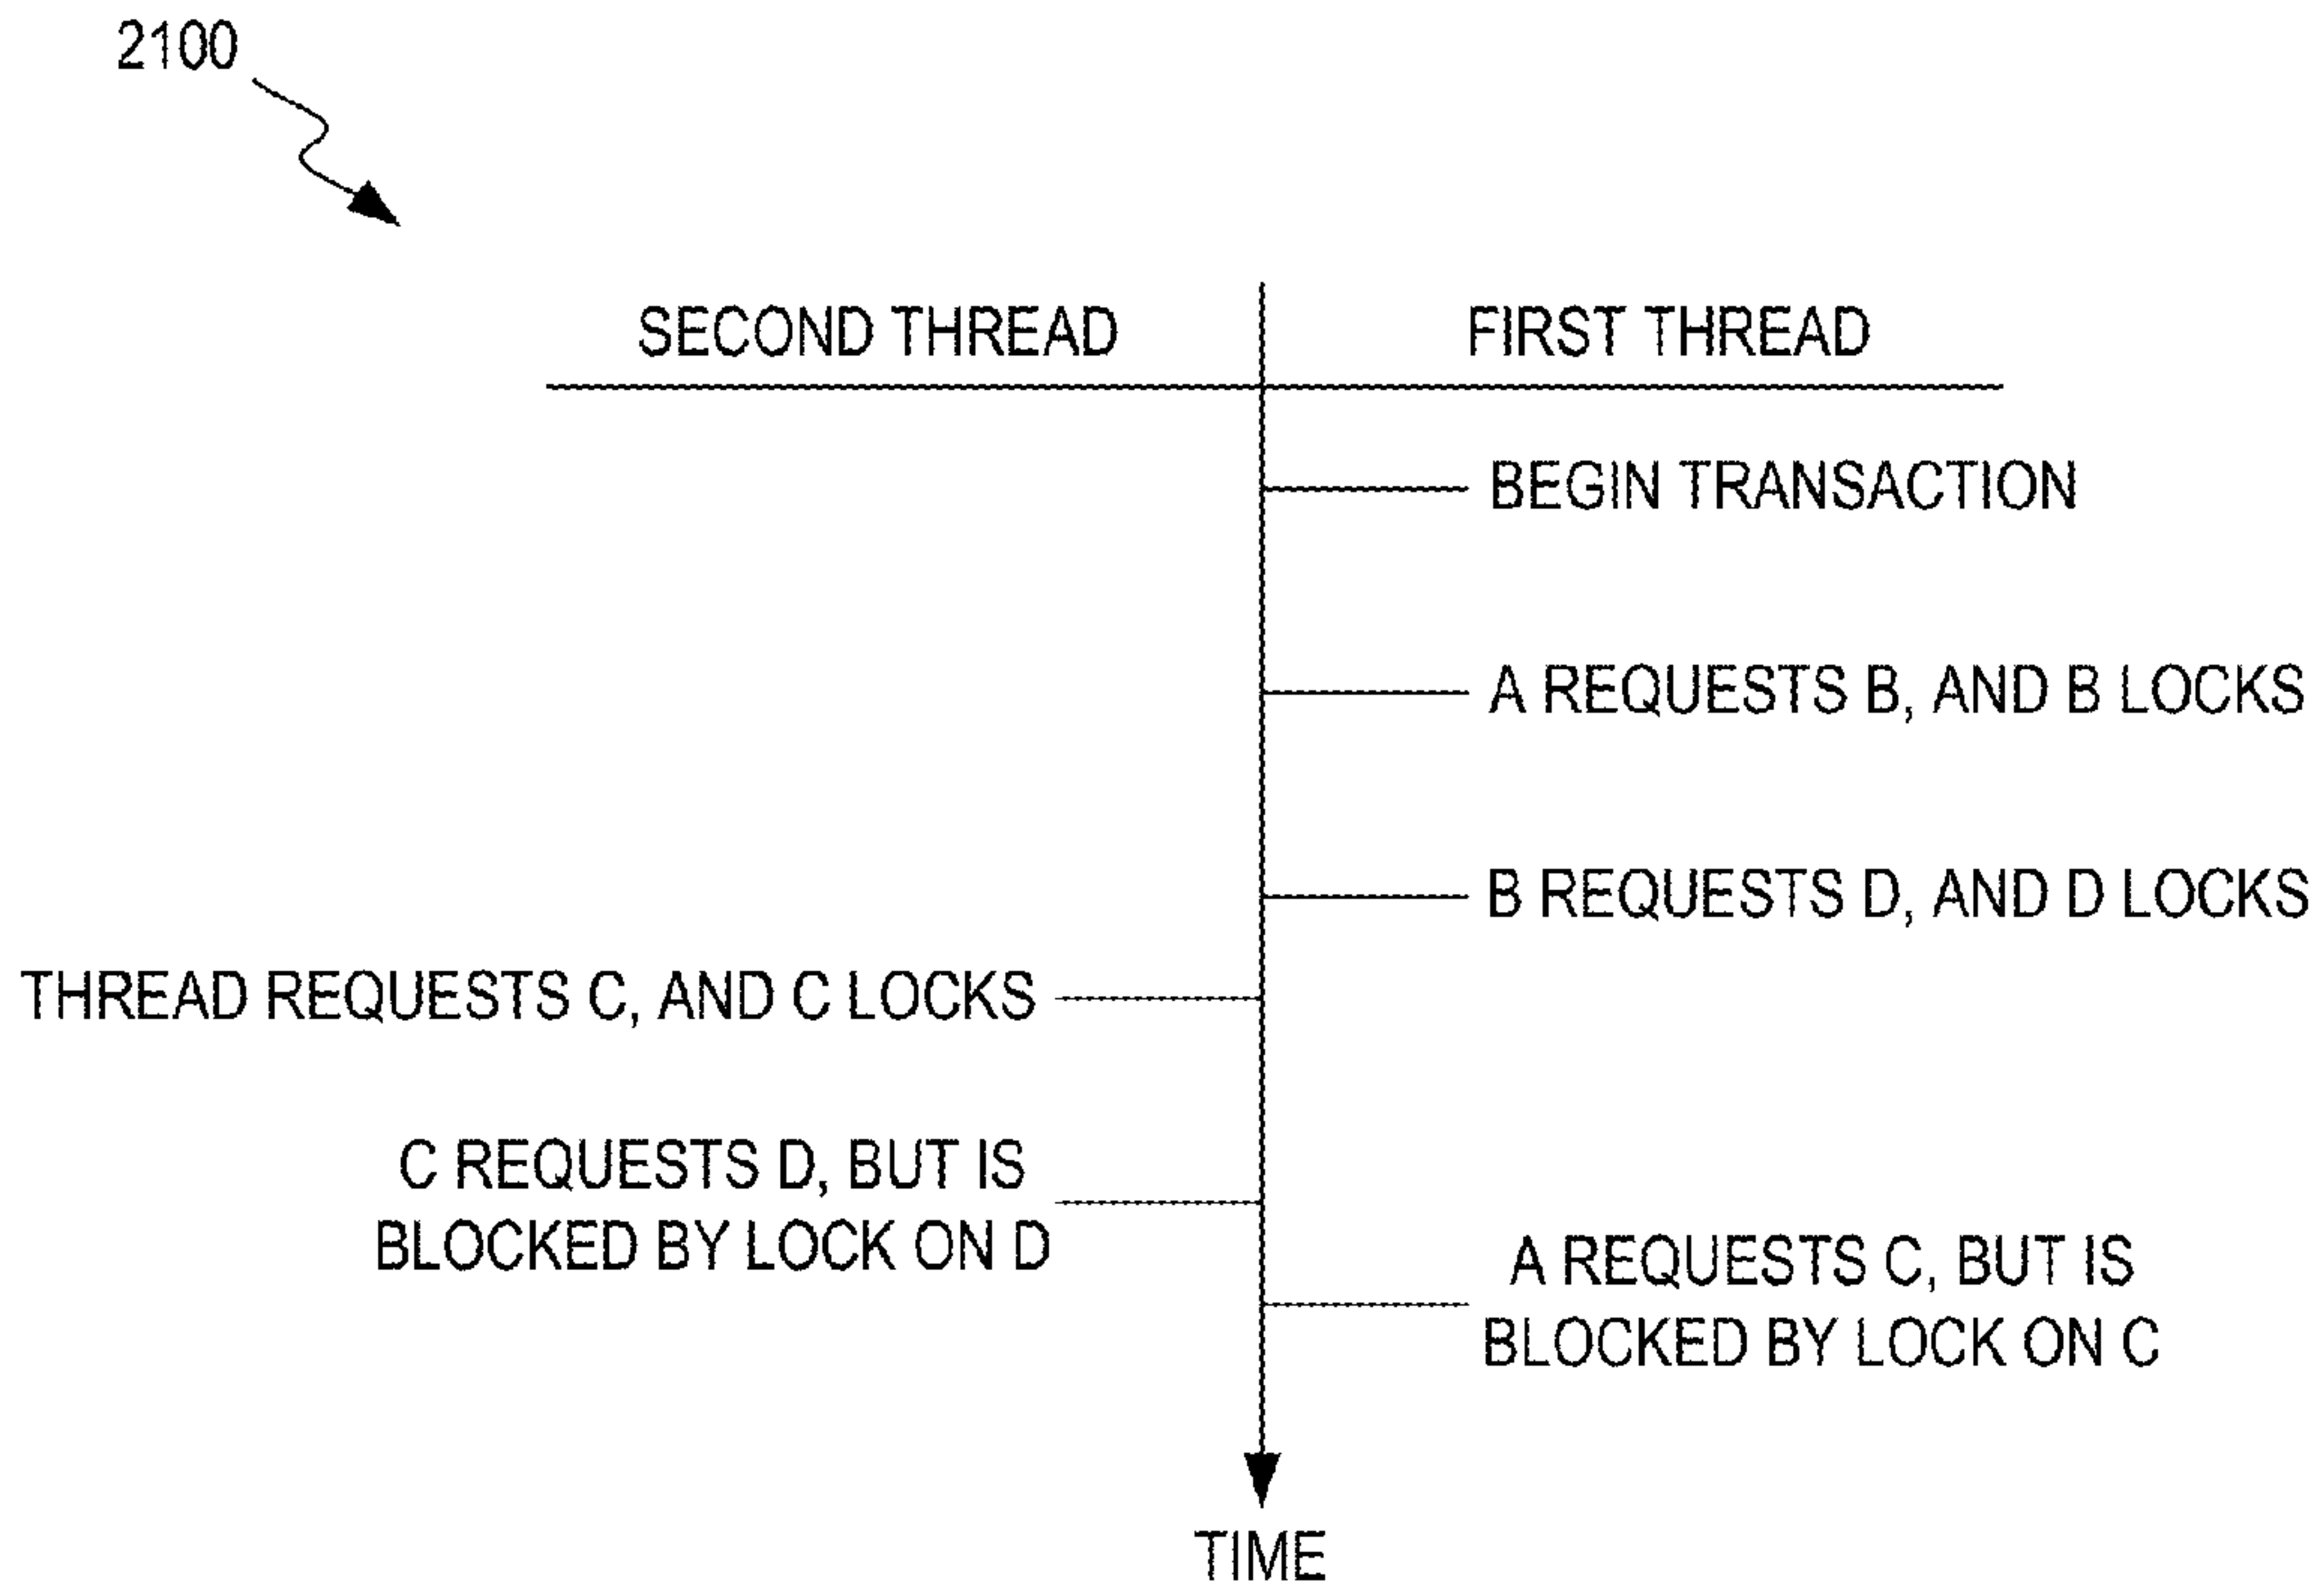 2100
SECOND THREAD
FIRST THREAD
BEGIN TRANSACTION
A REQUESTS B, AND B LOCKS
B REQUESTS D, AND D LOCKS
THREAD REQUESTS C, AND C LOCKS
C REQUESTS D, BUT IS
BLOCKED BY LOCK ON D
A REQUESTS C, BUT IS
BLOCKED BY LOCK ON C
TIME